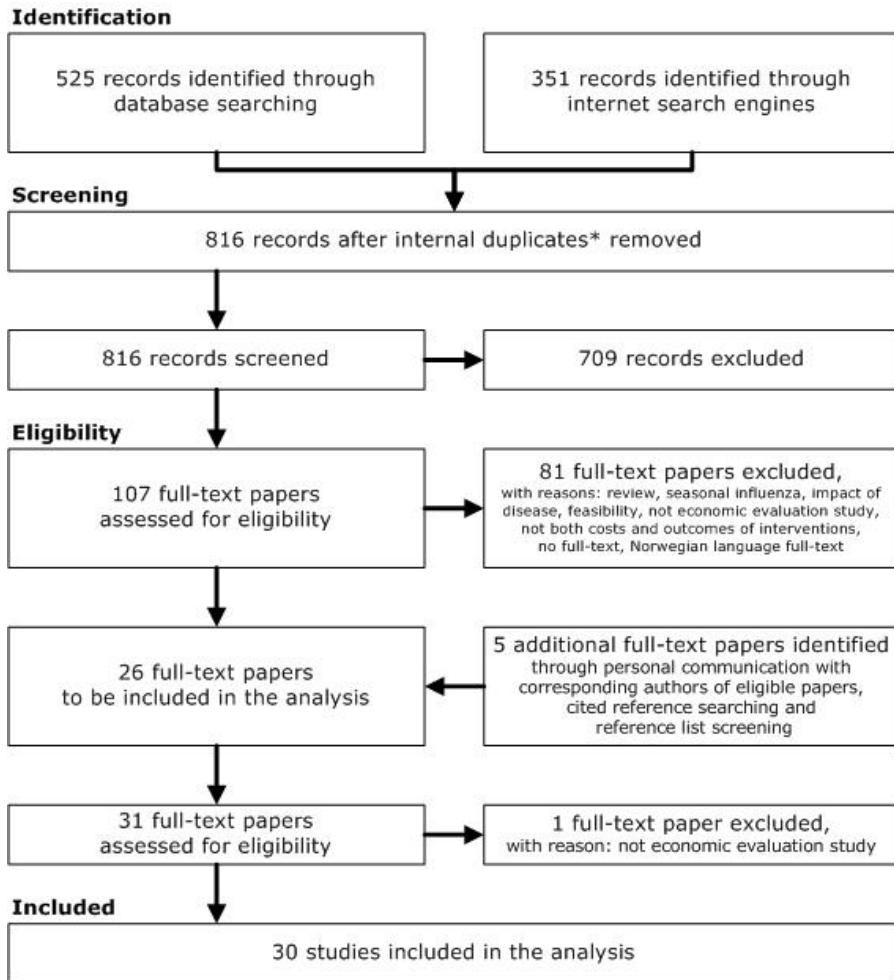 Identification
525 records identified through
database searching
351 records identified through
internet search engines
Screening
816 records after internal duplicates* removed
816 records screened
709 records excluded
Eligibility
107 full-text papers
assessed for eligibility
81 full-text papers excluded,
with reasons: review, seasonal influenza, impact of
disease, feasibility, not economic evaluation study,
not both costs and outcomes of interventions,
no full-text, Norwegian language full-text
26 full-text papers
to be included in the analysis
5 additional full-text papers identified
through personal communication with
corresponding authors of eligible papers,
cited reference searching and
reference list screening
31 full-text papers
assessed for eligibility
1 full-text paper excluded,
with reason: not economic evaluation study
Included
30 studies included in the analysis